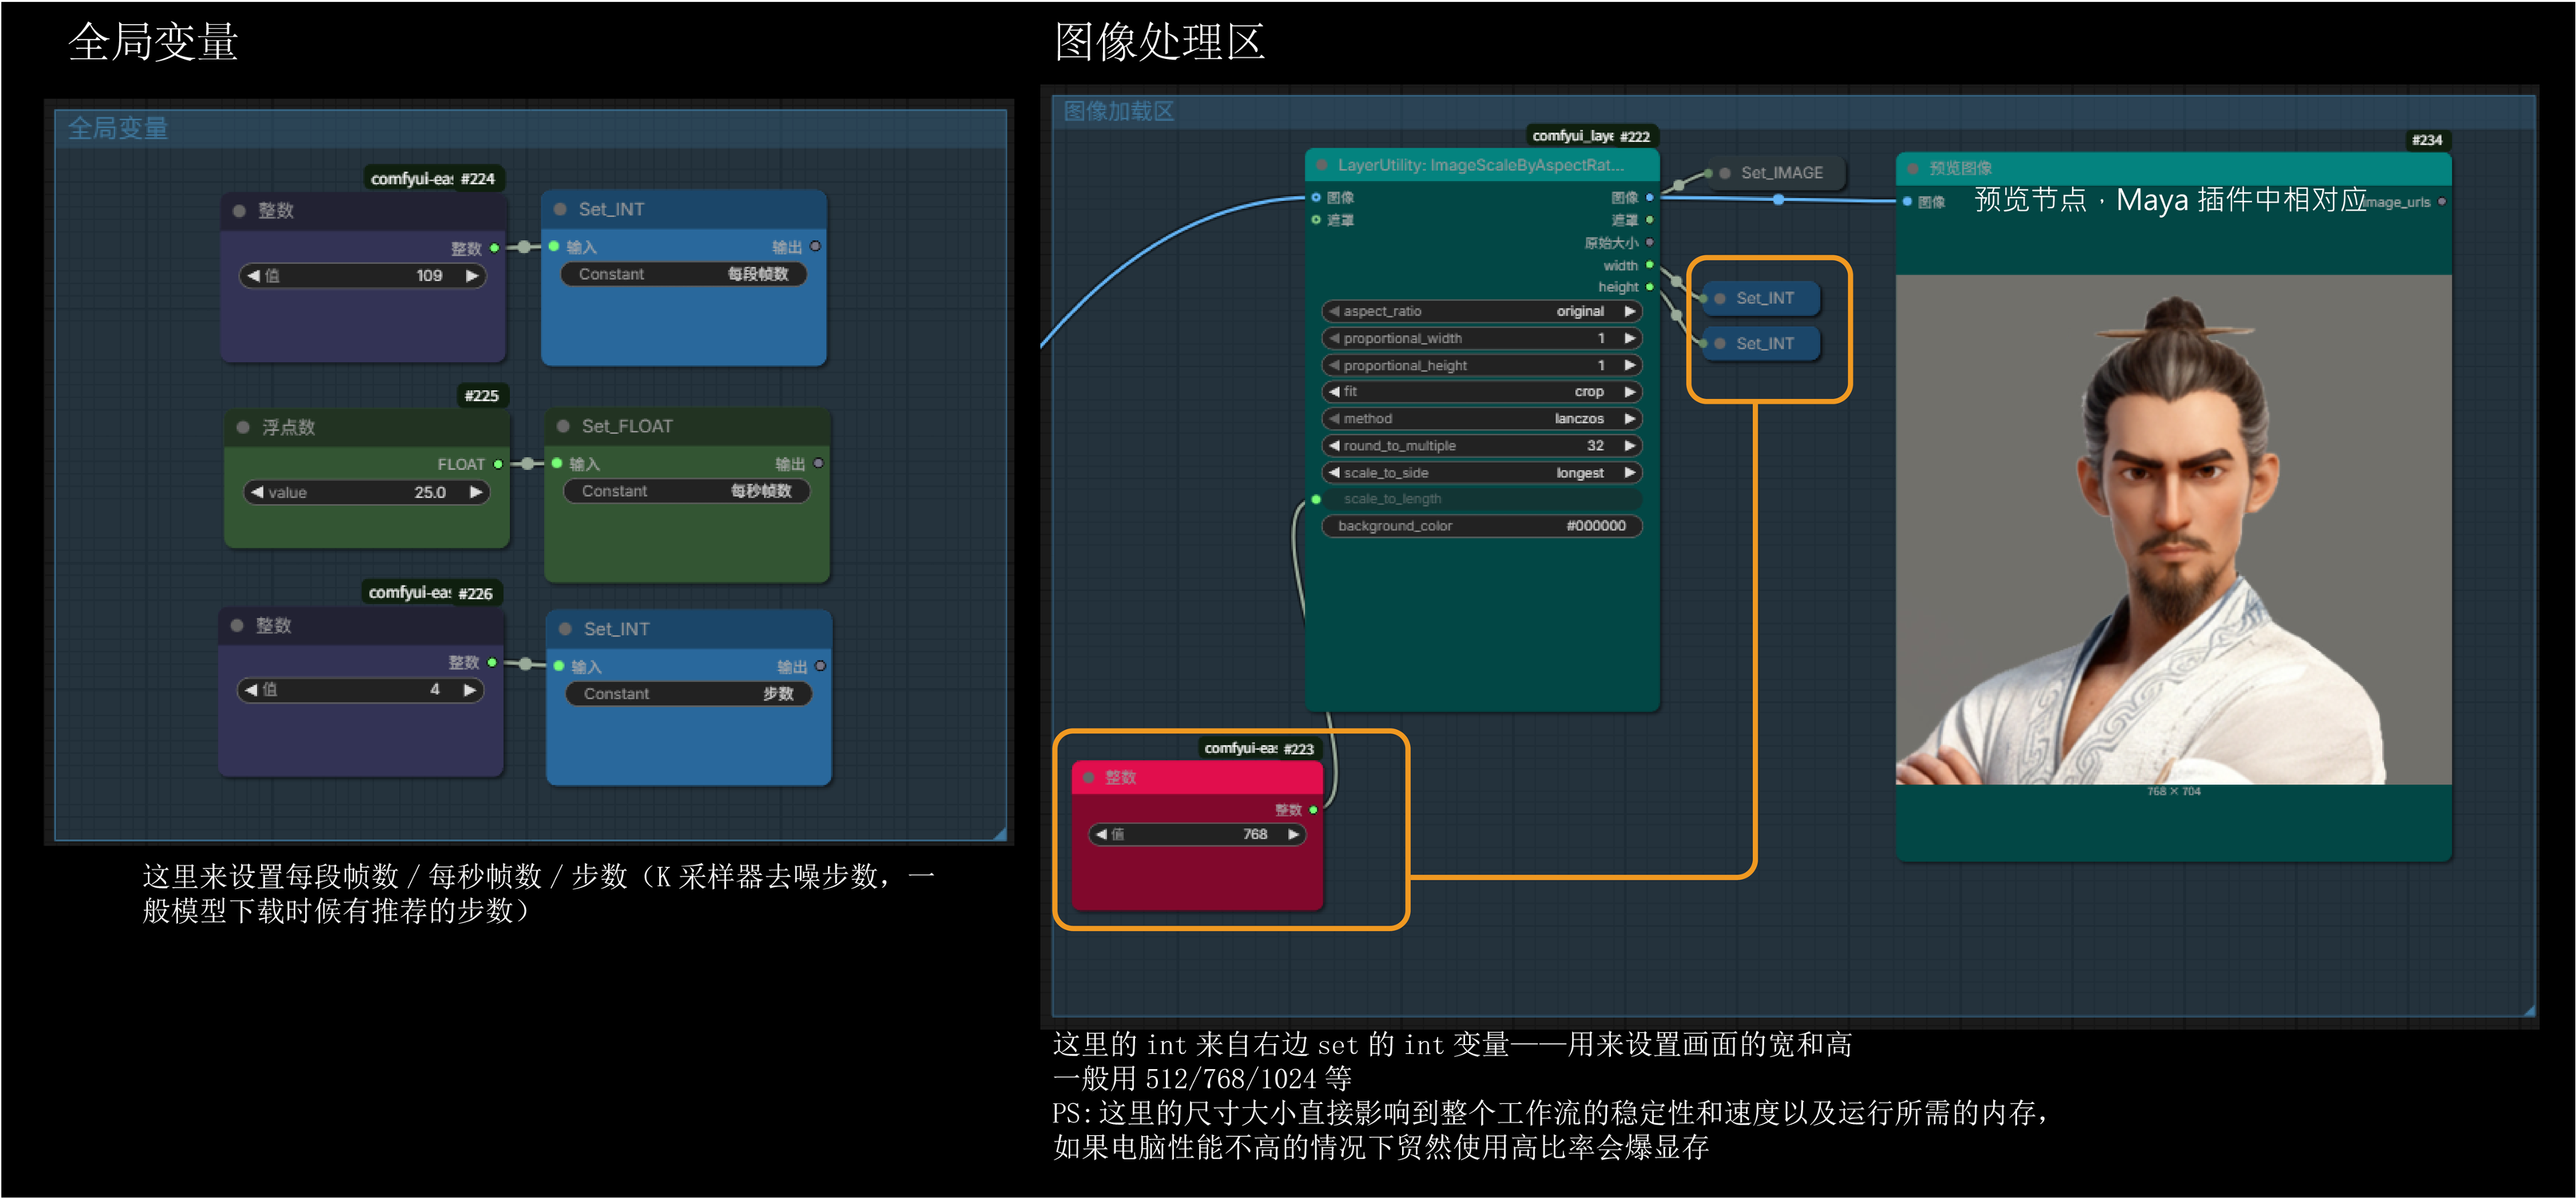 全局变量
全局变量
comfyui-eas #224
整数
整数
值 109
Set_INT
输入 输出
Constant 每段帧数
#225
浮点数
FLOAT
value 25.0
Set_FLOAT
输入 输出
Constant 每秒帧数
comfyui-eas #226
整数
整数
值 4
Set_INT
输入 输出
Constant 步数
这里来设置每段帧数/每秒帧数/步数（K采样器去噪步数，一
般模型下载时候有推荐的步数）
图像处理区
图像加载区
comfyui_laye #222
LayerUtility: ImageScaleByAspectRat...
图像 图像
遮罩 遮罩
原始大小
width
height
aspect_ratio original
proportional_width 1
proportional_height 1
fit crop
method lanczos
round_to_multiple 32
scale_to_side longest
scale_to_length
background_color #000000
Set_IMAGE
Set_INT
Set_INT
#234
预览图像
图像 image_urls
预览节点，Maya 插件中相对应
768 × 704
comfyui-eas #223
整数
整数
值 768
这里的 int 来自右边 set 的 int 变量——用来设置画面的宽和高
一般用 512/768/1024 等
PS:这里的尺寸大小直接影响到整个工作流的稳定性和速度以及运行所需的内存，
如果电脑性能不高的情况下贸然使用高比率会爆显存